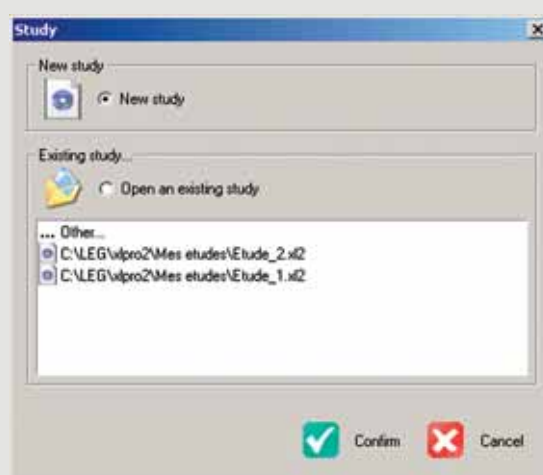 Study
New study
New study
Existing study...
Open an existing study
... Other...
C:\LEG\xlpro2\Mes etudes\Etude_2.xl2
C:\LEG\xlpro2\Mes etudes\Etude_1.xl2
Confirm
Cancel